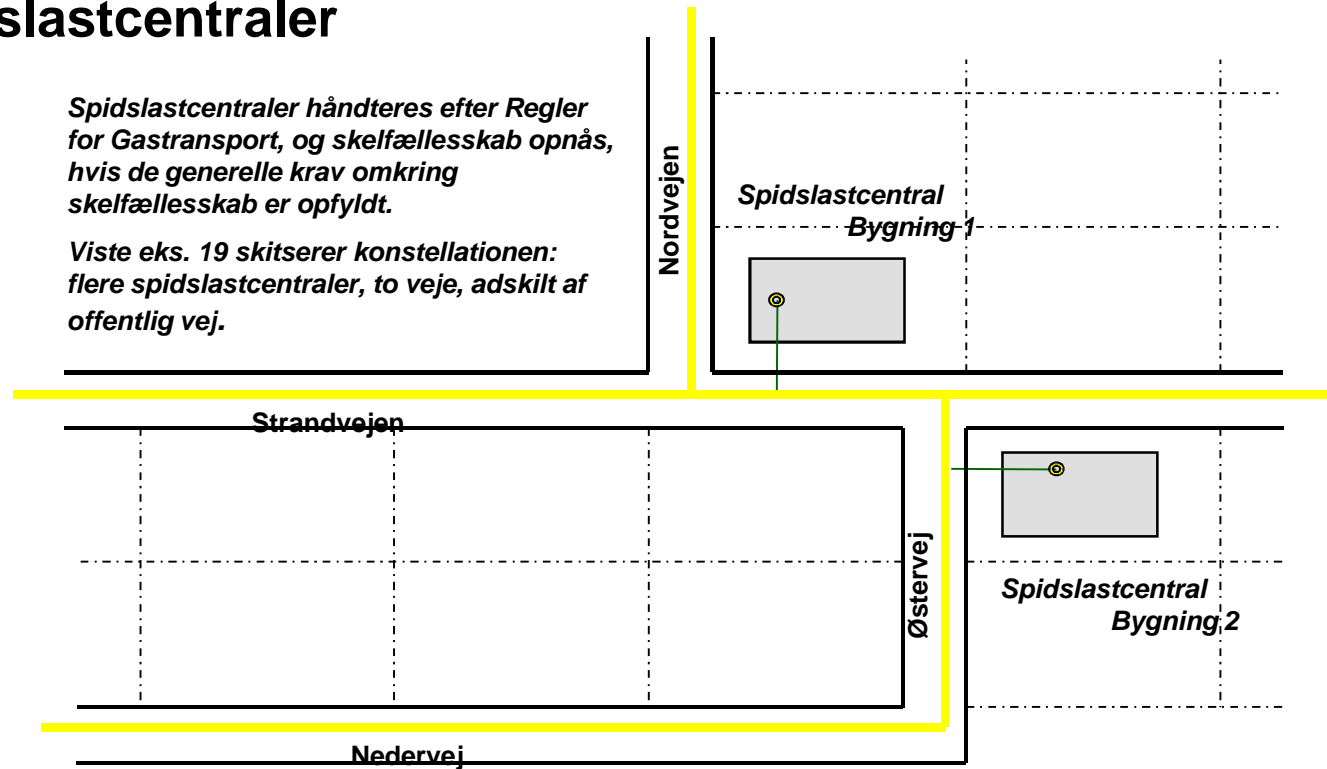 slastcentraler
Spidslastcentraler håndteres efter Regler
for Gastransport, og skelfællesskab opnås,
hvis de generelle krav omkring
skelfællesskab er opfyldt.
Viste eks. 19 skitserer konstellationen:
flere spidslastcentraler, to veje, adskilt af
offentlig vej.
Nordvejen
Spidslastcentral
Bygning 1
Strandvejen
Østervej
Spidslastcentral
Bygning 2
Nedervej